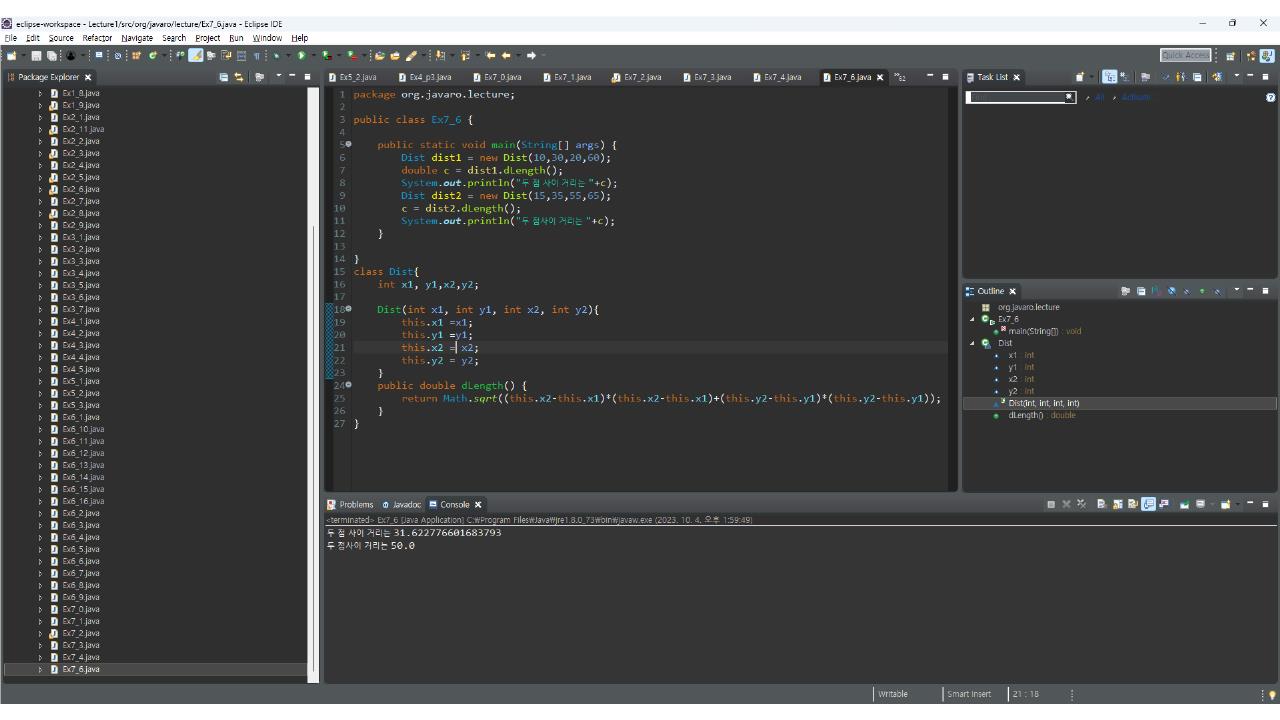 eclipse-workspace - Lecture1/src/org/javaro/lecture/Ex7_6.java - Eclipse IDE
File Edit Source Refactor Navigate Search Project Run Window Help
Quick Access
Package Explorer
Ex1_8.java
Ex1_9.java
Ex2_1.java
Ex2_11.java
Ex2_2.java
Ex2_3.java
Ex2_4.java
Ex2_5.java
Ex2_6.java
Ex2_7.java
Ex2_8.java
Ex2_9.java
Ex3_1.java
Ex3_2.java
Ex3_3.java
Ex3_4.java
Ex3_5.java
Ex3_6.java
Ex3_7.java
Ex4_1.java
Ex4_2.java
Ex4_3.java
Ex4_4.java
Ex4_5.java
Ex5_1.java
Ex5_2.java
Ex5_3.java
Ex6_1.java
Ex6_10.java
Ex6_11.java
Ex6_12.java
Ex6_13.java
Ex6_14.java
Ex6_15.java
Ex6_16.java
Ex6_2.java
Ex6_3.java
Ex6_4.java
Ex6_5.java
Ex6_6.java
Ex6_7.java
Ex6_8.java
Ex6_9.java
Ex7_0.java
Ex7_1.java
Ex7_2.java
Ex7_3.java
Ex7_4.java
Ex7_6.java
Ex5_2.java Ex4_p3.java Ex7_0.java Ex7_1.java Ex7_2.java Ex7_3.java Ex7_4.java Ex7_6.java »52
1 package org.javaro.lecture;
2
3 public class Ex7_6 {
4
5 public static void main(String[] args) {
6 Dist dist1 = new Dist(10,30,20,60);
7 double c = dist1.dLength();
8 System.out.println("두 점 사이 거리는 "+c);
9 Dist dist2 = new Dist(15,35,55,65);
10 c = dist2.dLength();
11 System.out.println("두 점사이 거리는 "+c);
12 }
13
14 }
15 class Dist{
16 int x1, y1,x2,y2;
17
18 Dist(int x1, int y1, int x2, int y2){
19 this.x1 =x1;
20 this.y1 =y1;
21 this.x2 = x2;
22 this.y2 = y2;
23 }
24 public double dLength() {
25 return Math.sqrt((this.x2-this.x1)*(this.x2-this.x1)+(this.y2-this.y1)*(this.y2-this.y1));
26 }
27 }
Task List
Find All Activate...
Outline
org.javaro.lecture
Ex7_6
main(String[]) : void
Dist
x1 : int
y1 : int
x2 : int
y2 : int
Dist(int, int, int, int)
dLength() : double
Problems Javadoc Console
<terminated> Ex7_6 [Java Application] C:₩Program Files₩Java₩jre1.8.0_73₩bin₩javaw.exe (2023. 10. 4. 오후 1:59:49)
두 점 사이 거리는 31.622776601683793
두 점사이 거리는 50.0
Writable Smart Insert 21 : 18